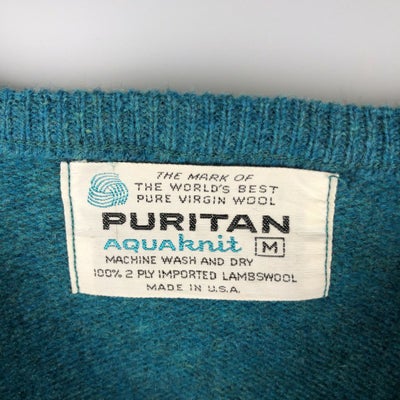 THE MARK OF
THE WORLD'S BEST
PURE VIRGIN WOOL
PURITAN
aquaknit M
MACHINE WASH AND DRY
100% 2 PLY IMPORTED LAMBSWOOL
MADE IN U.S.A.